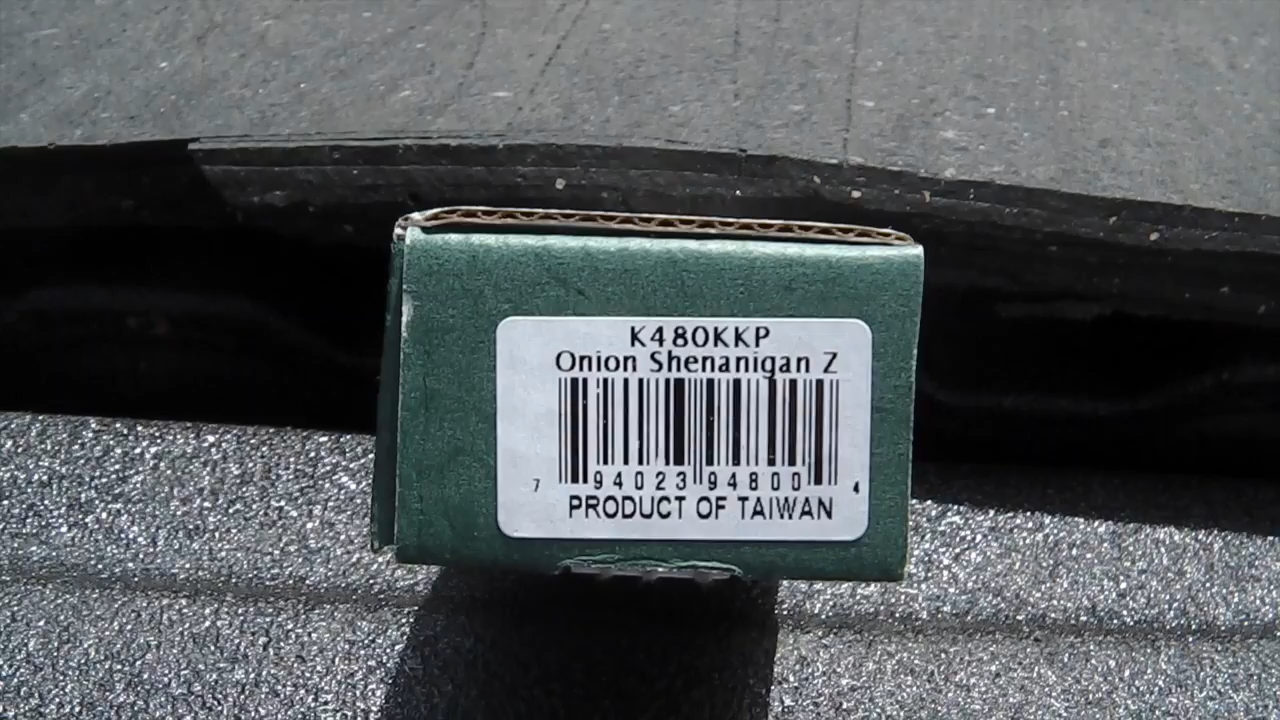 K480KKP
Onion Shenanigan Z
7 94023 94800 4
PRODUCT OF TAIWAN